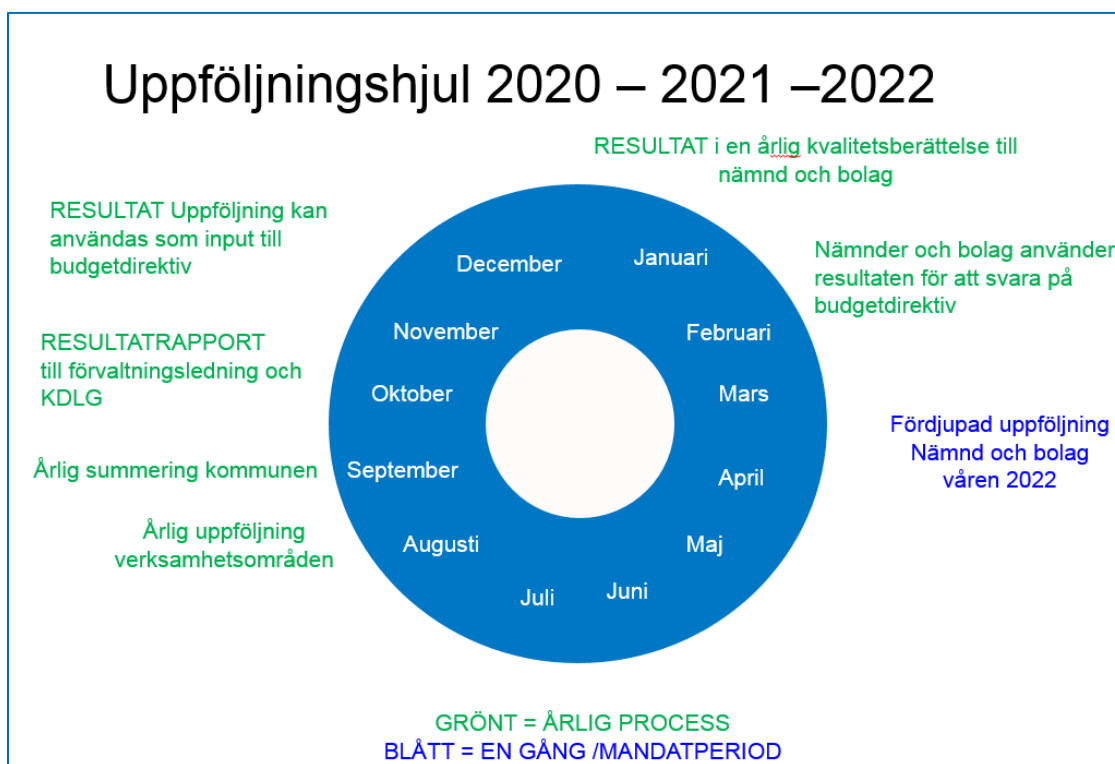 Uppföljningshjul 2020 – 2021 –2022
RESULTAT i en årlig kvalitetsberättelse till
nämnd och bolag
RESULTAT Uppföljning kan
användas som input till
budgetdirektiv
Nämnder och bolag använder
resultaten för att svara på
budgetdirektiv
RESULTATRAPPORT
till förvaltningsledning och
KDLG
Fördjupad uppföljning
Nämnd och bolag
våren 2022
Årlig summering kommunen
Årlig uppföljning
verksamhetsområden
Januari
Februari
Mars
April
Maj
Juni
Juli
Augusti
September
Oktober
November
December
GRÖNT = ÅRLIG PROCESS
BLÅTT = EN GÅNG /MANDATPERIOD